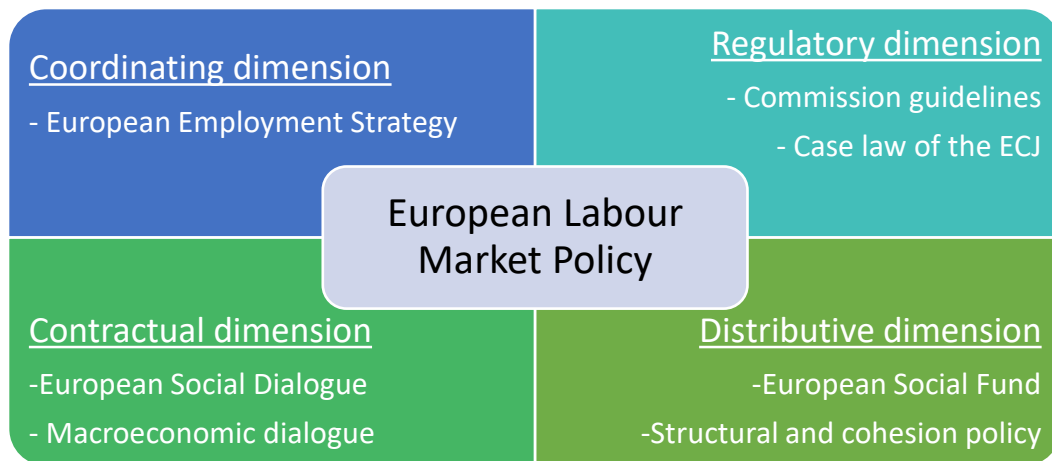 Coordinating dimension
- European Employment Strategy
Regulatory dimension
- Commission guidelines
- Case law of the ECJ
European Labour
Market Policy
Contractual dimension
-European Social Dialogue
- Macroeconomic dialogue
Distributive dimension
-European Social Fund
-Structural and cohesion policy